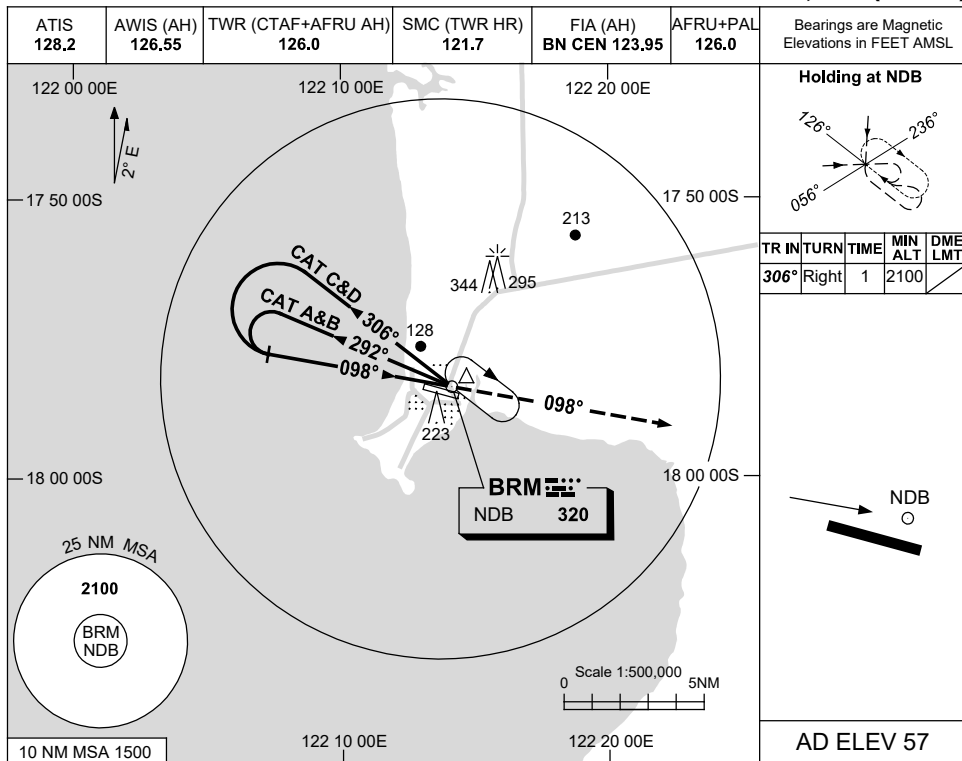 ATIS
128.2
AWIS (AH)
126.55
TWR (CTAF+AFRU AH)
126.0
SMC (TWR HR)
121.7
FIA (AH)
BN CEN 123.95
AFRU+PAL
126.0
Bearings are Magnetic
Elevations in FEET AMSL
122 00 00E
122 10 00E
122 20 00E
2° E
17 50 00S
17 50 00S
213
344
295
CAT C&D
306°
CAT A&B
292°
128
098°
098°
223
18 00 00S
18 00 00S
BRM
NDB 320
25 NM MSA
2100
BRM
NDB
Scale 1:500,000
0
5NM
10 NM MSA 1500
122 10 00E
122 20 00E
Holding at NDB
126°
236°
056°
TR IN TURN TIME MIN ALT DME LMT
306° Right 1 2100
NDB
AD ELEV 57